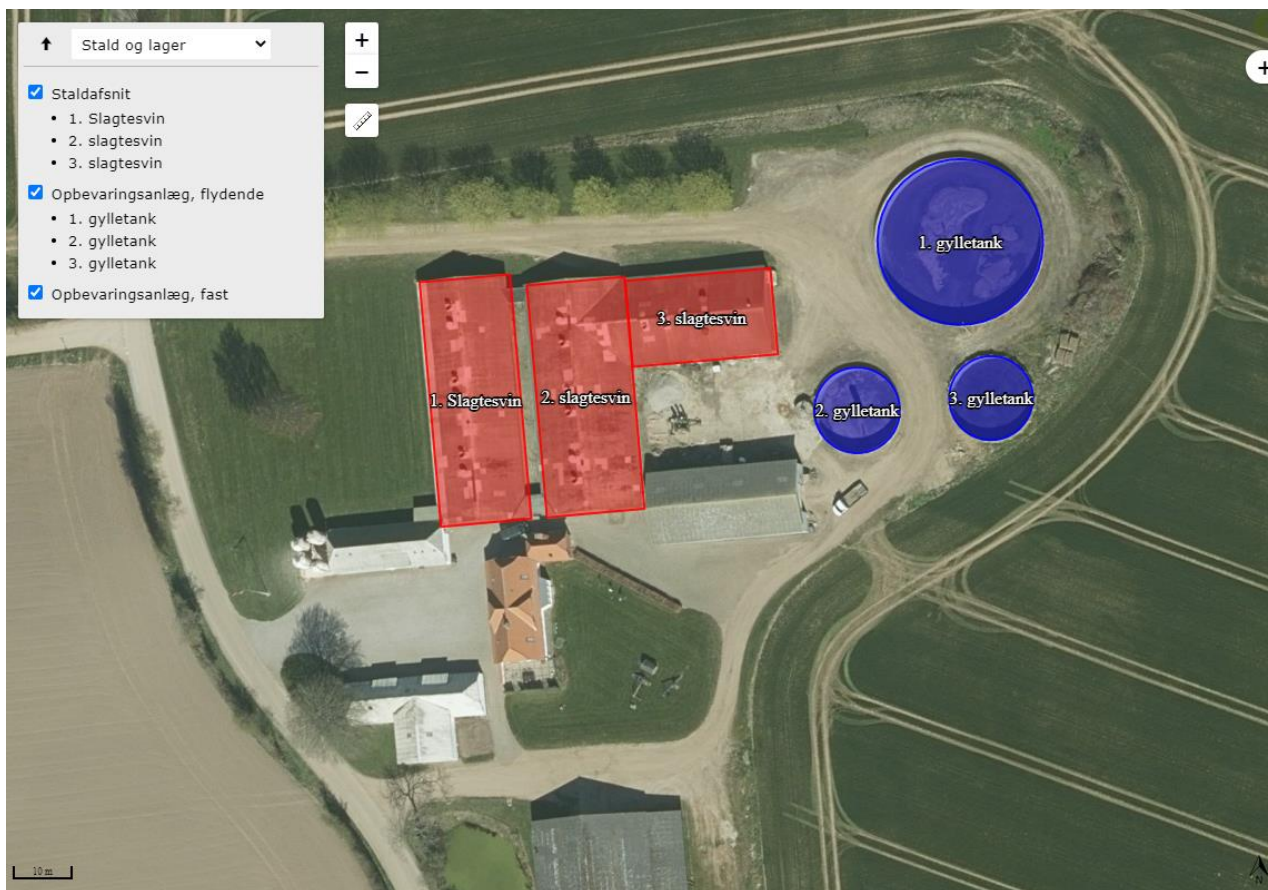 Stald og lager
Staldafsnit
1. Slagtesvin
2. slagtesvin
3. slagtesvin
Opbevaringsanlæg, flydende
1. gylletank
2. gylletank
3. gylletank
Opbevaringsanlæg, fast
+
−
+
1. gylletank
3. slagtesvin
1. Slagtesvin
2. slagtesvin
2. gylletank
3. gylletank
10 m
N